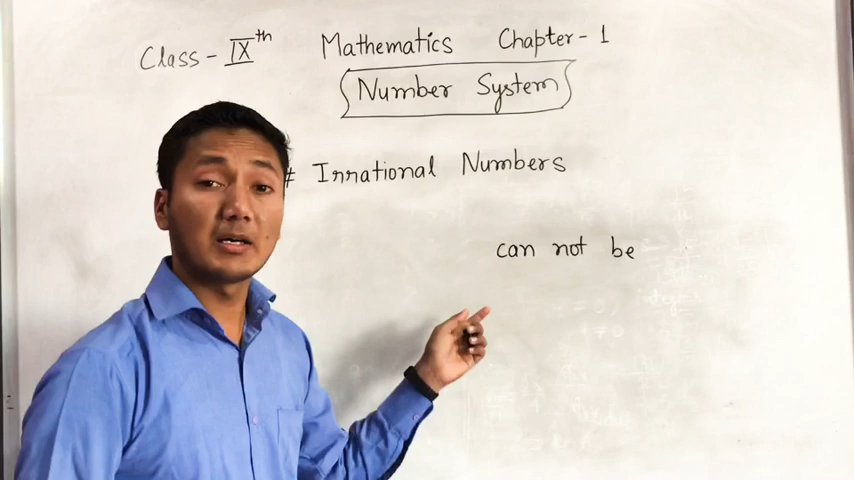 Class - IXth Mathematics Chapter - 1
Number System
# Irrational Numbers
can not be